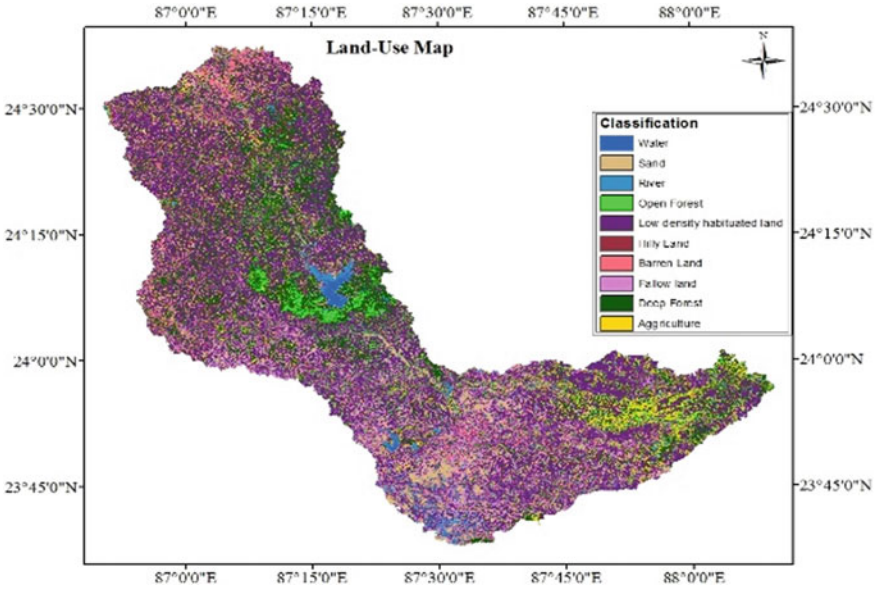 87°0'0"E 87°15'0"E 87°30'0"E 87°45'0"E 88°0'0"E
Land-Use Map
N
24°30'0"N 24°30'0"N
Classification
Water
Sand
River
Open Forest
Low density habituated land
24°15'0"N 24°15'0"N
Hilly Land
Barren Land
Fallow land
Deep Forest
Aggriculture
24°0'0"N 24°0'0"N
23°45'0"N 23°45'0"N
87°0'0"E 87°15'0"E 87°30'0"E 87°45'0"E 88°0'0"E